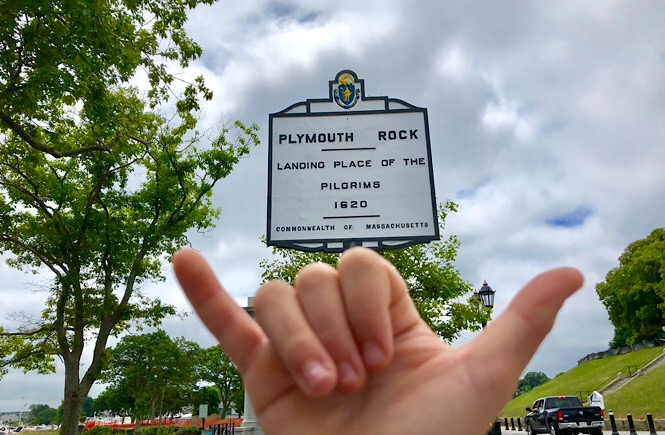 PLYMOUTH ROCK
LANDING PLACE OF THE
PILGRIMS
1620
COMMONWEALTH OF MASSACHUSETTS